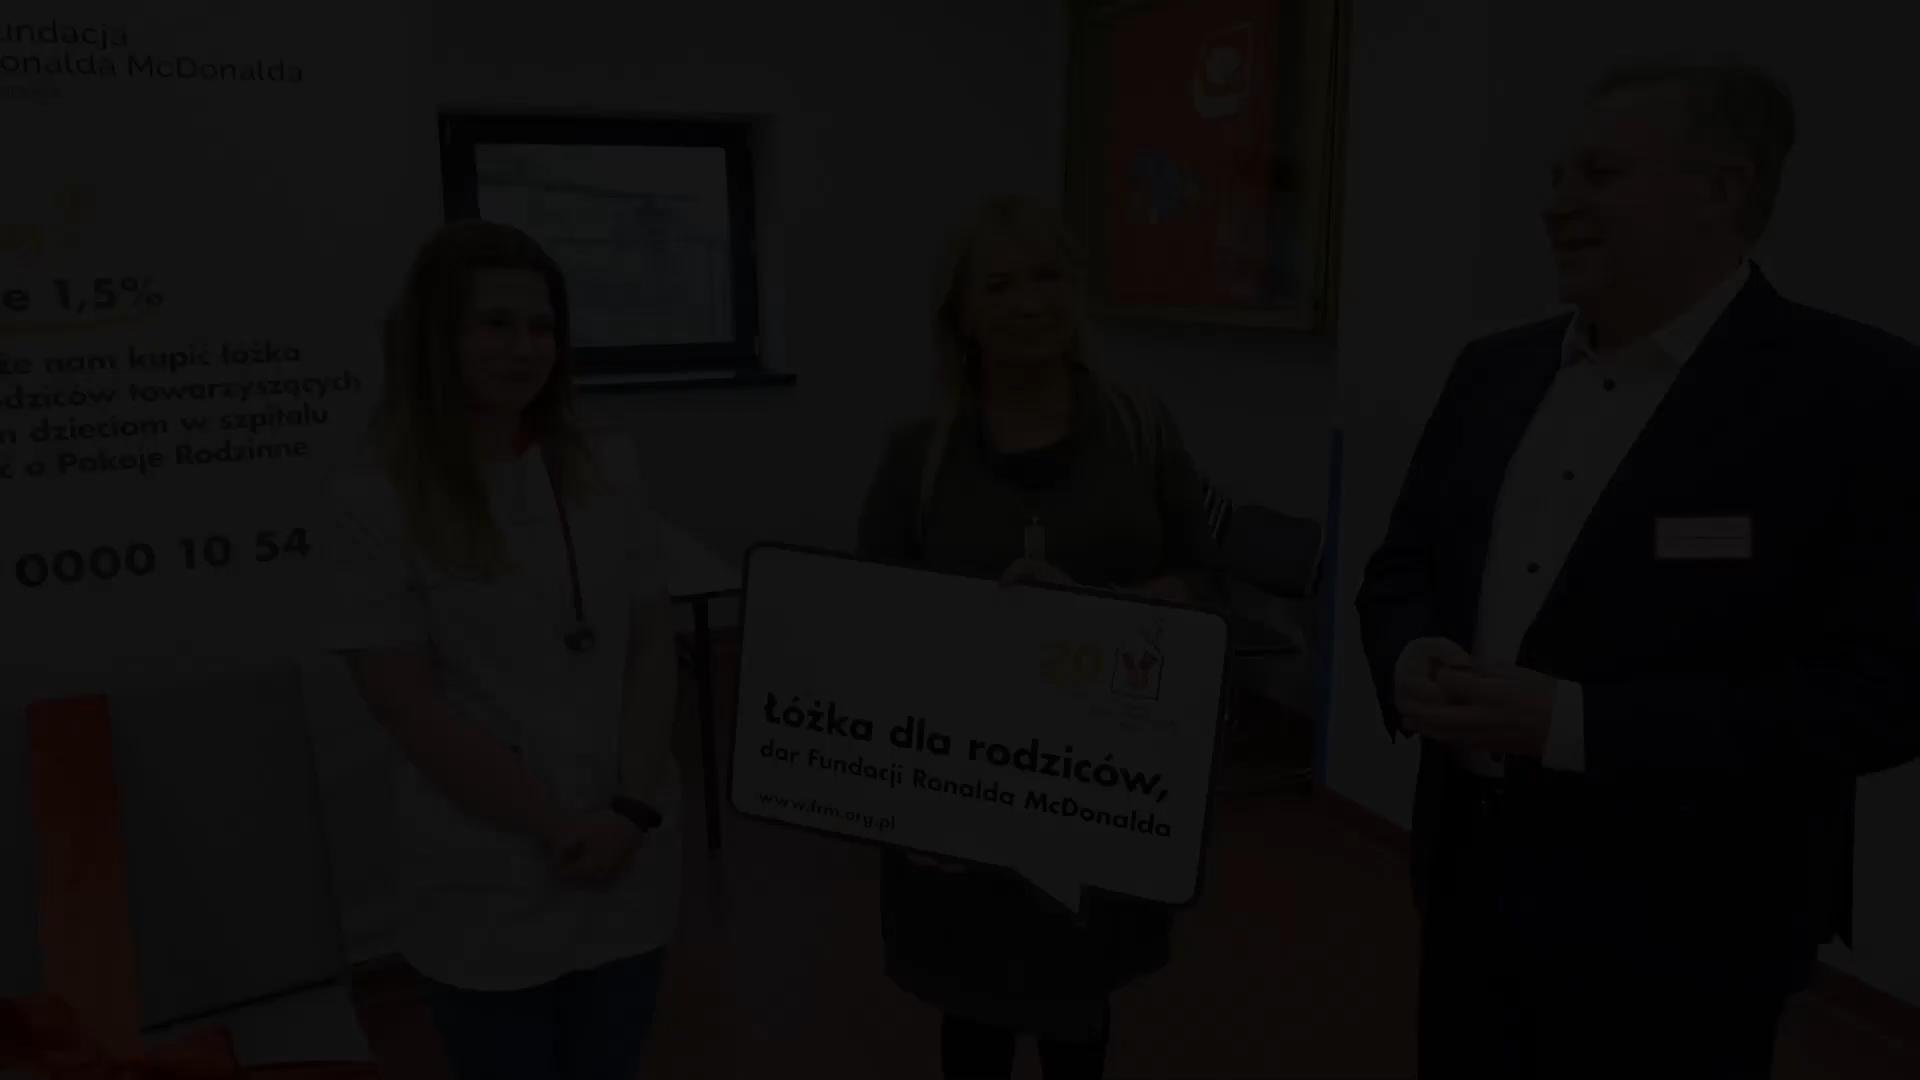 undacja
onalda McDonalda
e 1,5%
że nam kupić łóżka
odziców towarzyszących
m dzieciom w szpitalu
ć o Pokoje Rodzinne
0000 10 54
Łóżka dla rodziców,
dar Fundacji Ronalda McDonalda
www.frm.org.pl